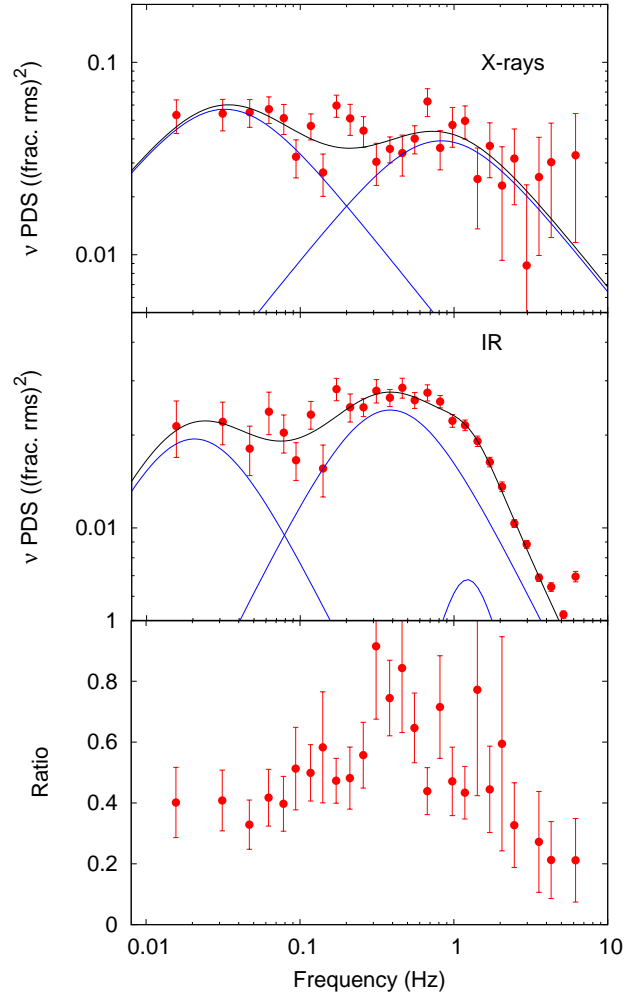 X-rays
0.1
0.01
ν PDS ((frac. rms)²)
IR
0.01
1
ν PDS ((frac. rms)²)
0.8
0.6
0.4
0.2
0
Ratio
0.01 0.1 1 10
Frequency (Hz)